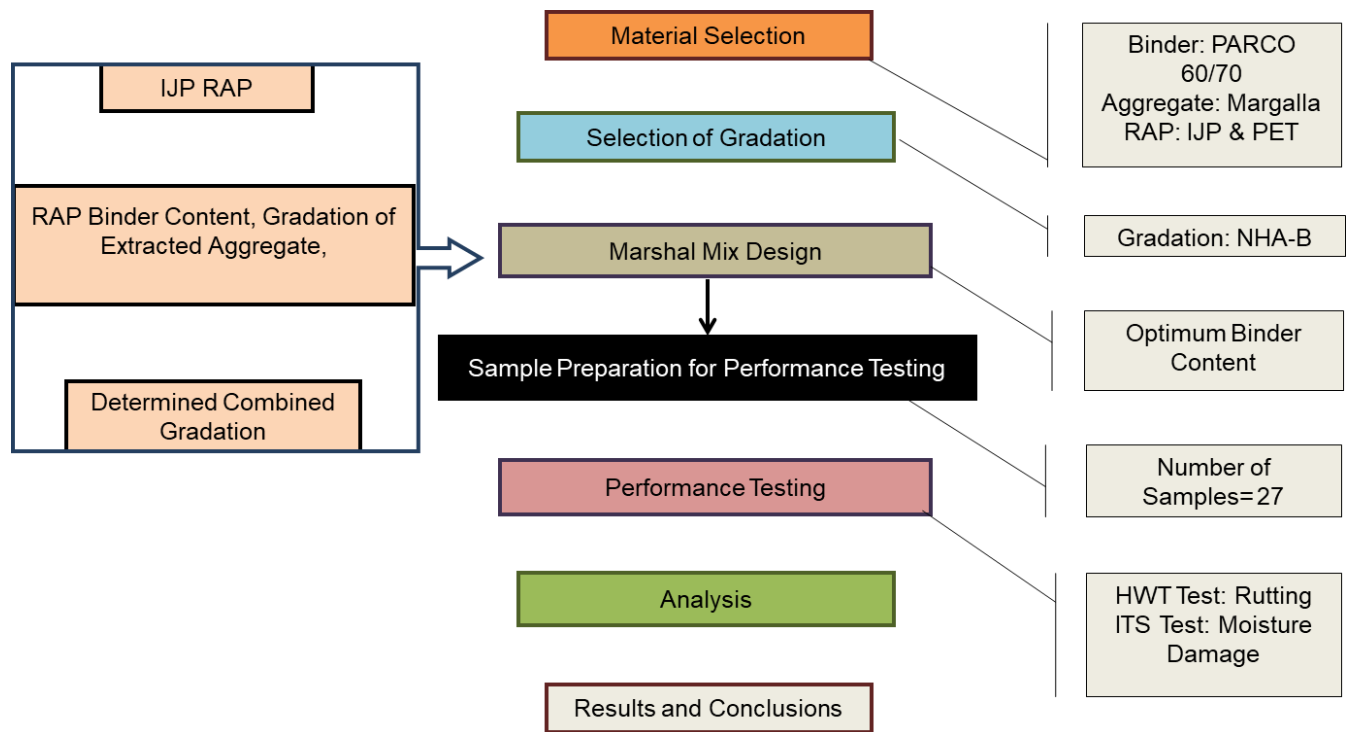 IJP RAP
RAP Binder Content, Gradation of
Extracted Aggregate,
Determined Combined
Gradation
Material Selection
Selection of Gradation
Marshal Mix Design
Sample Preparation for Performance Testing
Performance Testing
Analysis
Results and Conclusions
Binder: PARCO
60/70
Aggregate: Margalla
RAP: IJP & PET
Gradation: NHA-B
Optimum Binder
Content
Number of
Samples= 27
HWT Test: Rutting
ITS Test: Moisture
Damage